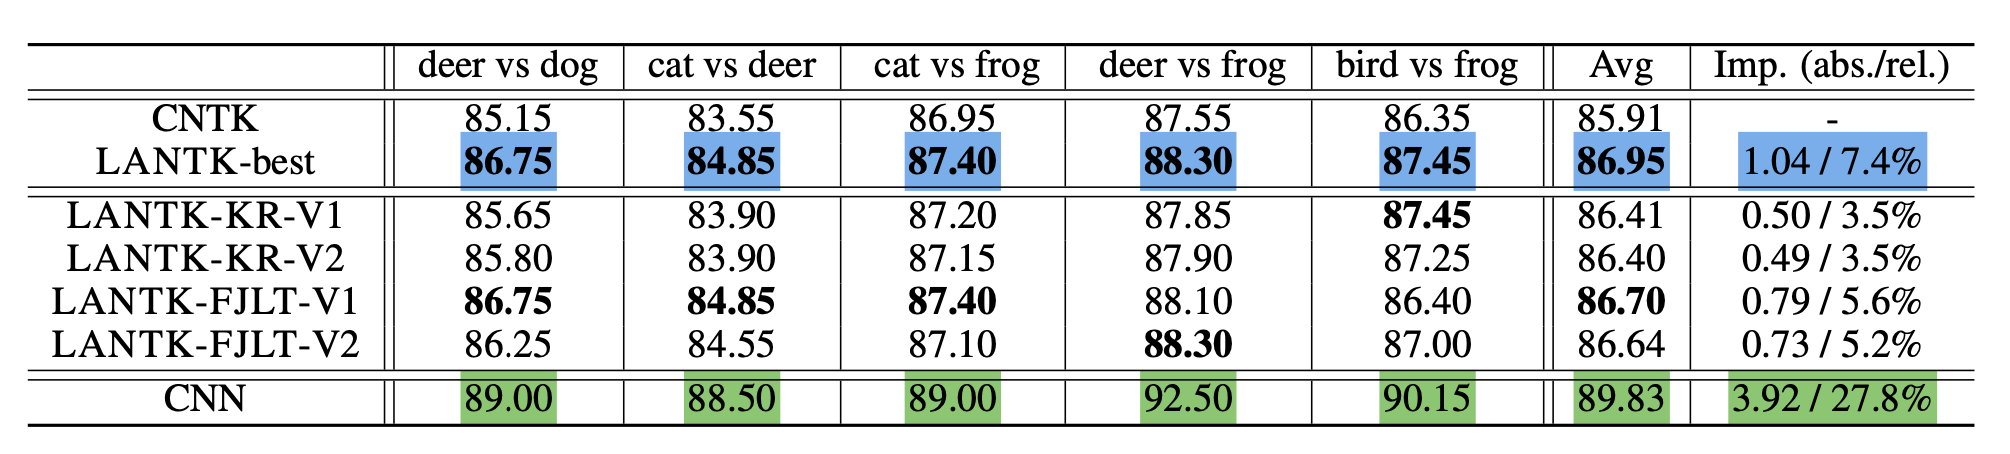 deer vs dog cat vs deer cat vs frog deer vs frog bird vs frog Avg Imp. (abs./rel.)
CNTK 85.15 83.55 86.95 87.55 86.35 85.91 -
LANTK-best 86.75 84.85 87.40 88.30 87.45 86.95 1.04 / 7.4%
LANTK-KR-V1 85.65 83.90 87.20 87.85 87.45 86.41 0.50 / 3.5%
LANTK-KR-V2 85.80 83.90 87.15 87.90 87.25 86.40 0.49 / 3.5%
LANTK-FJLT-V1 86.75 84.85 87.40 88.10 86.40 86.70 0.79 / 5.6%
LANTK-FJLT-V2 86.25 84.55 87.10 88.30 87.00 86.64 0.73 / 5.2%
CNN 89.00 88.50 89.00 92.50 90.15 89.83 3.92 / 27.8%